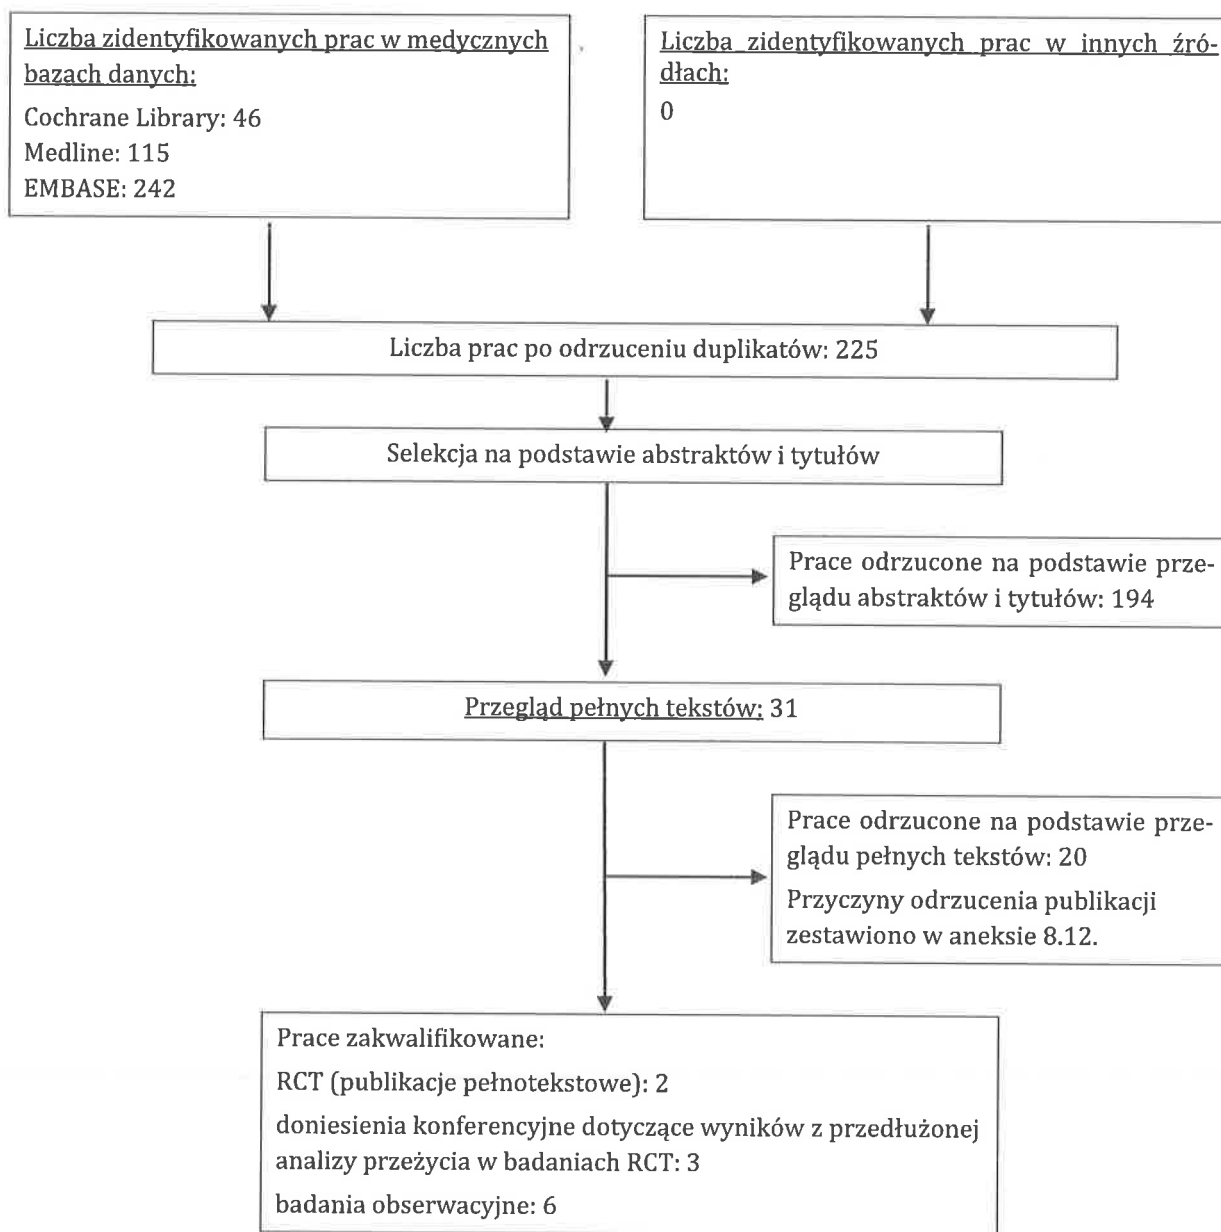 Liczba zidentyfikowanych prac w medycznych
bazach danych:
Cochrane Library: 46
Medline: 115
EMBASE: 242
Liczba zidentyfikowanych prac w innych źró-
dłach:
0
Liczba prac po odrzuceniu duplikatów: 225
Selekcja na podstawie abstraktów i tytułów
Prace odrzucone na podstawie prze-
glądu abstraktów i tytułów: 194
Przegląd pełnych tekstów: 31
Prace odrzucone na podstawie prze-
glądu pełnych tekstów: 20
Przyczyny odrzucenia publikacji
zestawiono w aneksie 8.12.
Prace zakwalifikowane:
RCT (publikacje pełnotekstowe): 2
doniesienia konferencyjne dotyczące wyników z przedłużonej
analizy przeżycia w badaniach RCT: 3
badania obserwacyjne: 6